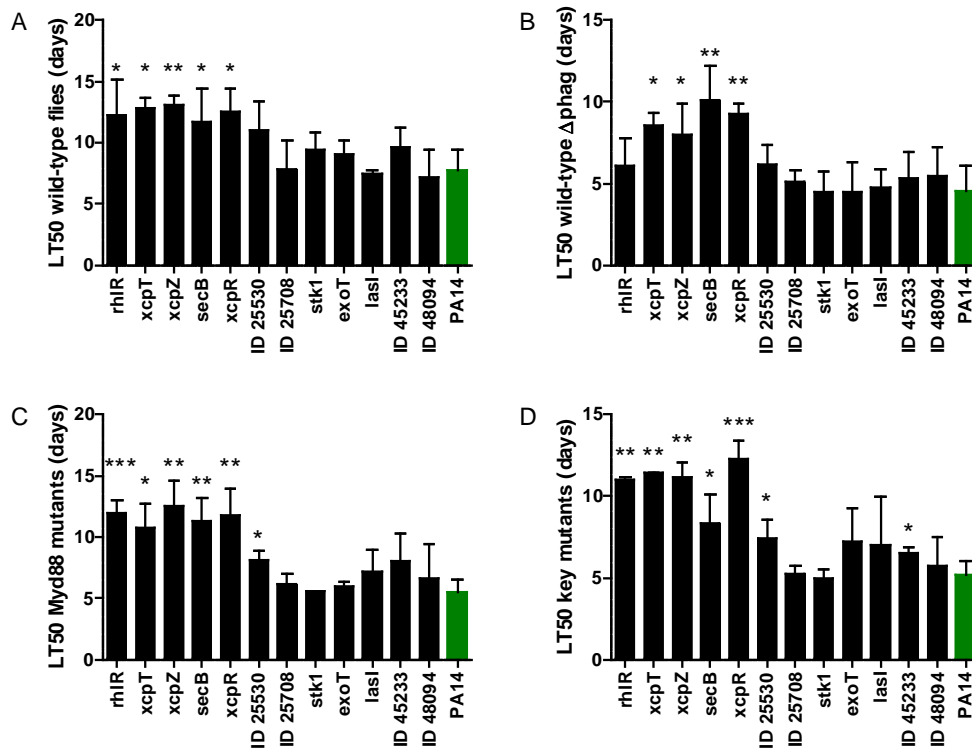 A
LT50 wild-type flies (days)
20
15
10
5
0
* * ** * *
rhlR
xcpT
xcpZ
secB
xcpR
ID 25530
ID 25708
stk1
exoT
lasI
ID 45233
ID 48094
PA14
B
LT50 wild-type Δphag (days)
15
10
5
0
* * ** **
rhlR
xcpT
xcpZ
secB
xcpR
ID 25530
ID 25708
stk1
exoT
lasI
ID 45233
ID 48094
PA14
C
LT50 Myd88 mutants (days)
20
15
10
5
0
*** * ** ** ** *
rhlR
xcpT
xcpZ
secB
xcpR
ID 25530
ID 25708
stk1
exoT
lasI
ID 45233
ID 48094
PA14
D
LT50 key mutants (days)
15
10
5
0
** ** ** * *** * *
rhlR
xcpT
xcpZ
secB
xcpR
ID 25530
ID 25708
stk1
exoT
lasI
ID 45233
ID 48094
PA14